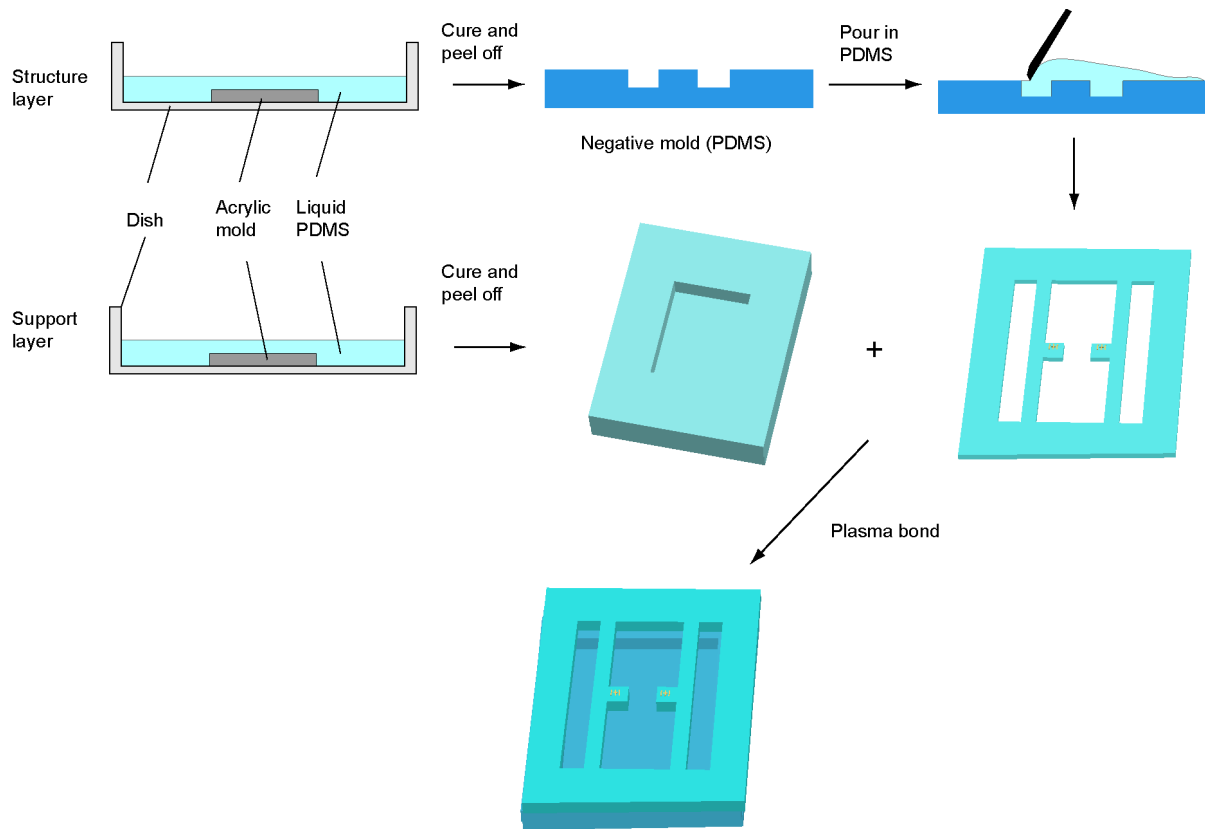 Structure
layer
Cure and
peel off
Negative mold (PDMS)
Pour in
PDMS
Dish
Acrylic
mold
Liquid
PDMS
Support
layer
Cure and
peel off
+
Plasma bond